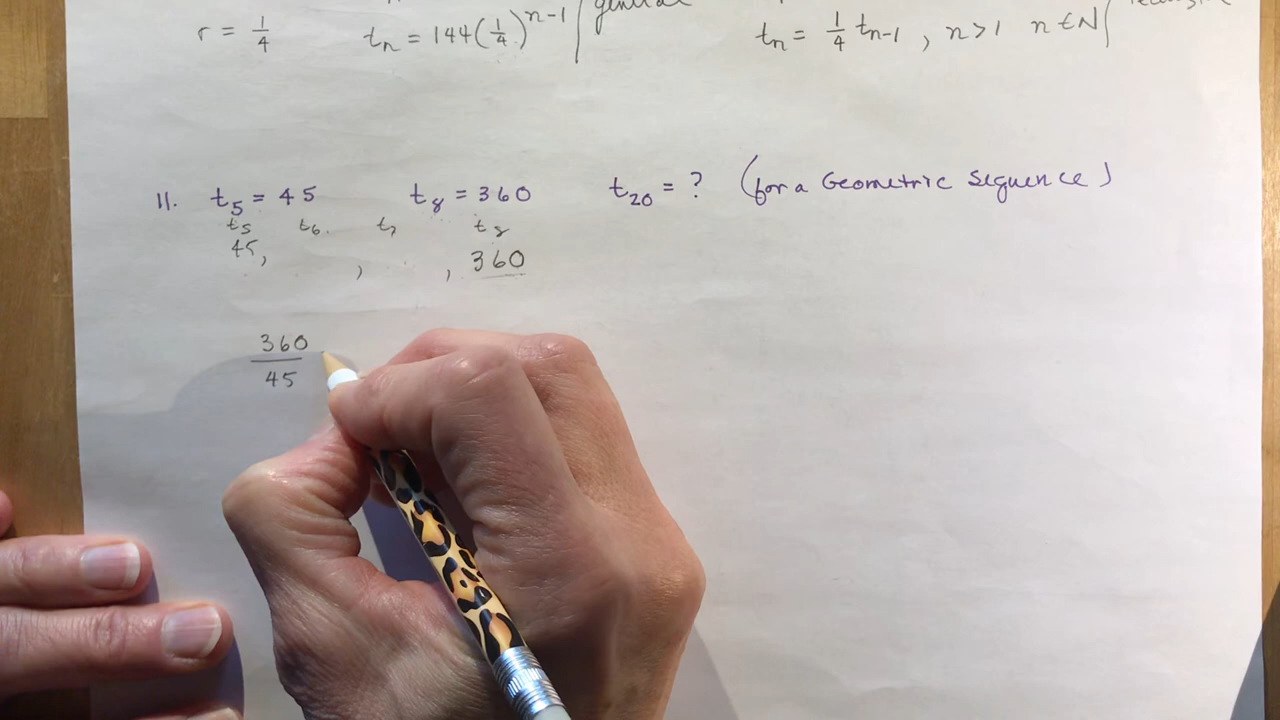 r = 1/4 tn = 144(1/4)^n-1 general tn = 1/4 tn-1 , n>1 n ∈ N
11. t5 = 45 t8 = 360 t20 = ? (for a Geometric Sequence)
t5 t6. t7 t8
45, , , 360
360
45